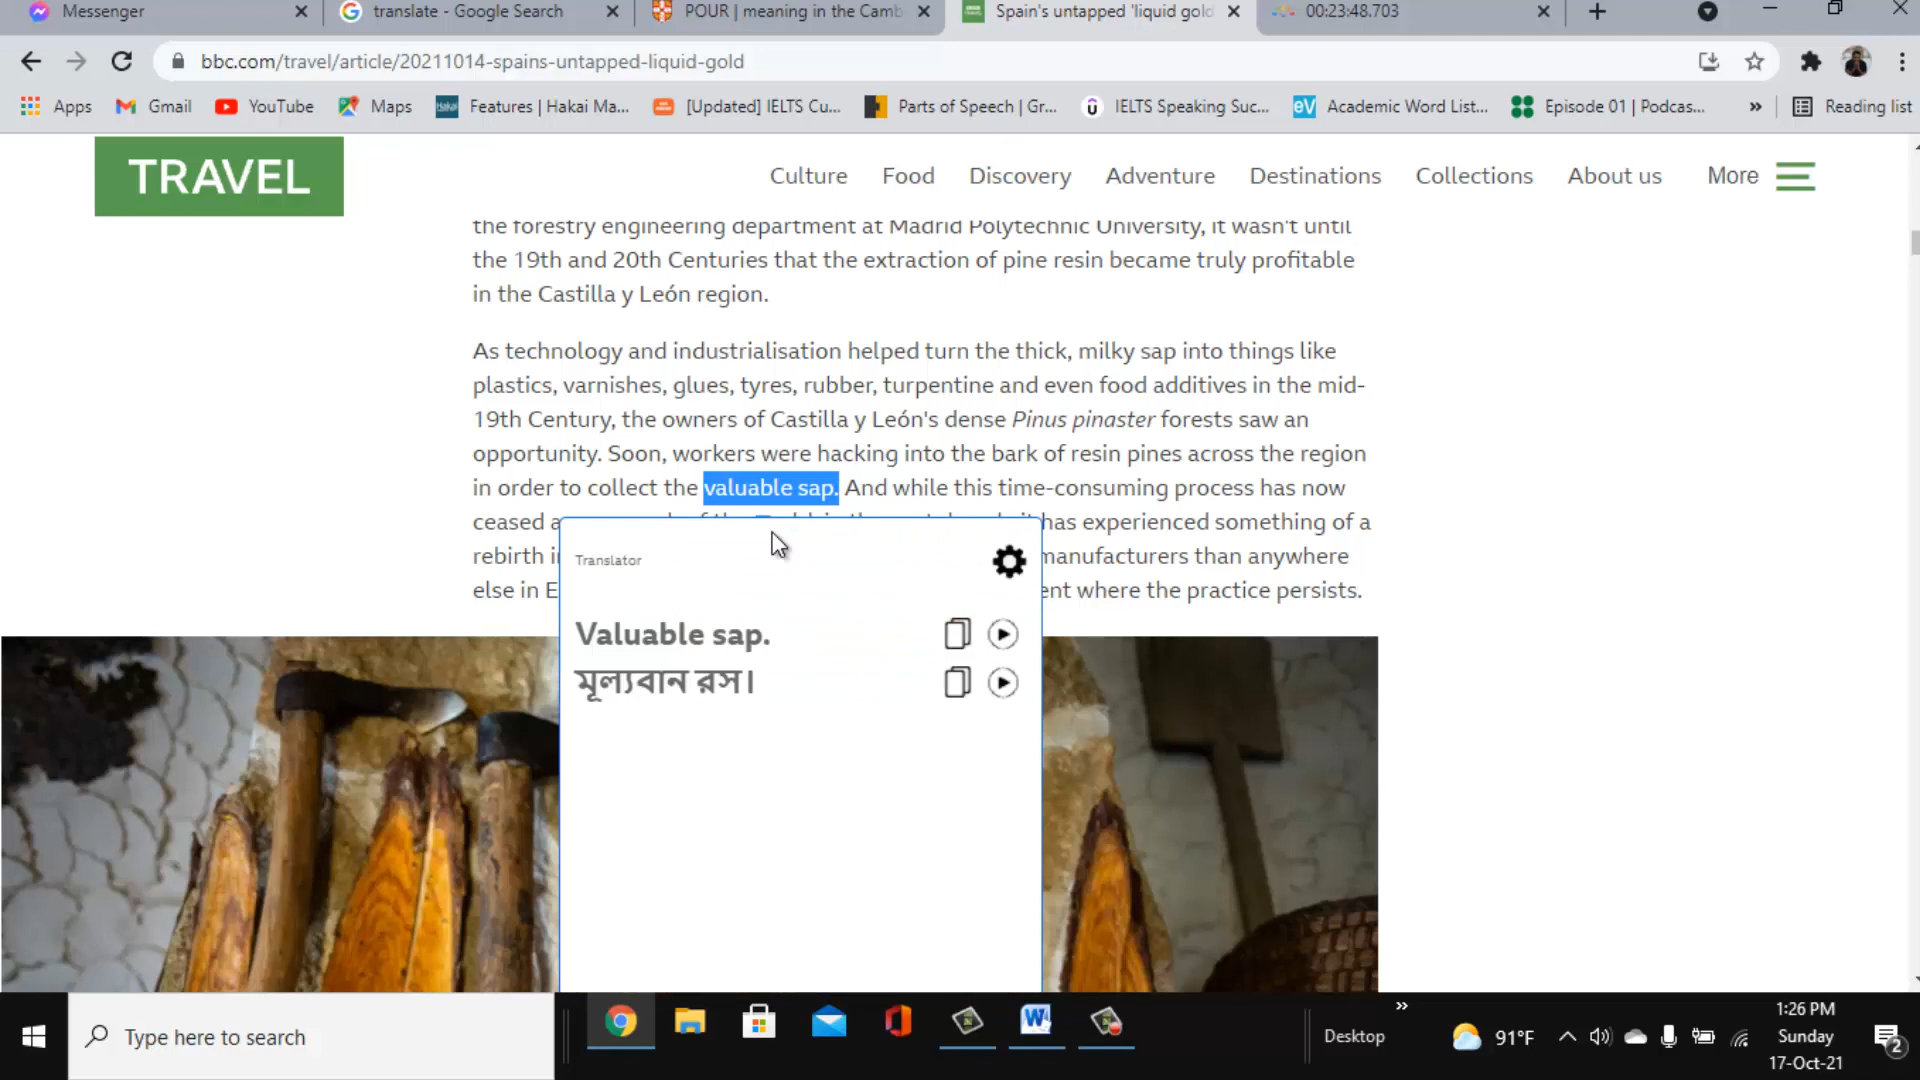 Messenger
translate - Google Search
POUR | meaning in the Camb
Spain's untapped 'liquid gold
00:23:48.703
bbc.com/travel/article/20211014-spains-untapped-liquid-gold
Apps
Gmail
YouTube
Maps
Features | Hakai Ma...
[Updated] IELTS Cu...
Parts of Speech | Gr...
IELTS Speaking Suc...
Academic Word List...
Episode 01 | Podcas...
»
Reading list
TRAVEL
Culture
Food
Discovery
Adventure
Destinations
Collections
About us
More
the forestry engineering department at Madrid Polytechnic University, it wasn't until
the 19th and 20th Centuries that the extraction of pine resin became truly profitable
in the Castilla y León region.
As technology and industrialisation helped turn the thick, milky sap into things like
plastics, varnishes, glues, tyres, rubber, turpentine and even food additives in the mid-
19th Century, the owners of Castilla y León's dense Pinus pinaster forests saw an
opportunity. Soon, workers were hacking into the bark of resin pines across the region
in order to collect the valuable sap. And while this time-consuming process has now
ceased has experienced something of a
rebirth manufacturers than anywhere
else in where the practice persists.
Translator
Valuable sap.
মূল্যবান রস।
Type here to search
Desktop
»
91°F
1:26 PM
Sunday
17-Oct-21
2